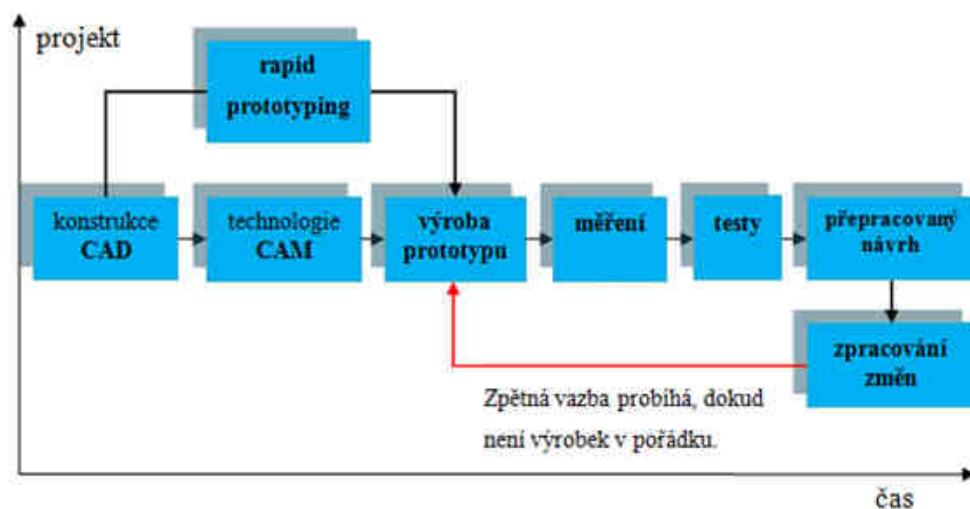 projekt
rapid
prototyping
konstrukce
CAD
technologie
CAM
výroba
prototypu
měření
testy
přepracovaný
návrh
zpracování
změn
Zpětná vazba probíhá, dokud
není výrobek v pořádku.
čas